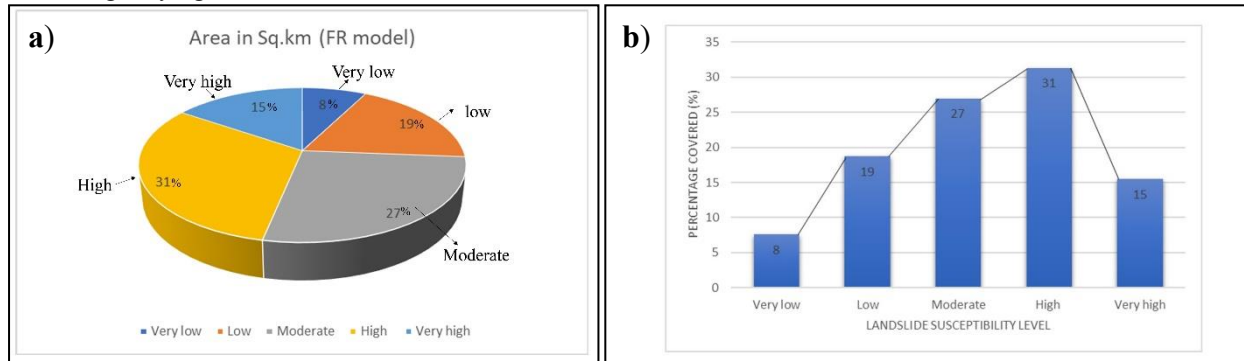 a)
Area in Sq.km (FR model)
Very low
Very high
8%
15%
low
19%
High
31%
27%
Moderate
Very low Low Moderate High Very high
b)
PERCENTAGE COVERED (%)
35
30
25
20
15
10
5
0
8
19
27
31
15
Very low Low Moderate High Very high
LANDSLIDE SUSCEPTIBILITY LEVEL